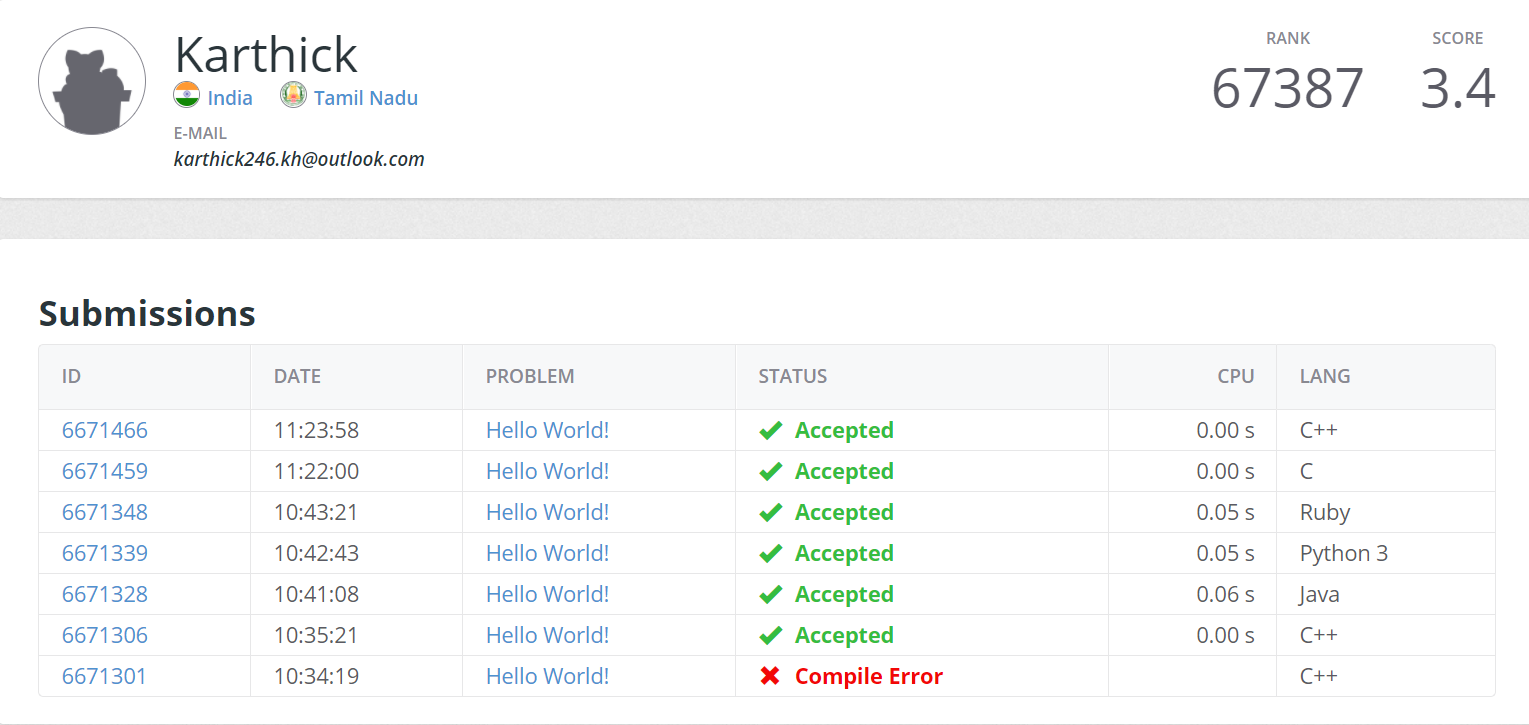 Karthick
RANK SCORE
India Tamil Nadu
67387 3.4
E-MAIL
karthick246.kh@outlook.com
Submissions
ID DATE PROBLEM STATUS CPU LANG
6671466 11:23:58 Hello World! Accepted 0.00 s C++
6671459 11:22:00 Hello World! Accepted 0.00 s C
6671348 10:43:21 Hello World! Accepted 0.05 s Ruby
6671339 10:42:43 Hello World! Accepted 0.05 s Python 3
6671328 10:41:08 Hello World! Accepted 0.06 s Java
6671306 10:35:21 Hello World! Accepted 0.00 s C++
6671301 10:34:19 Hello World! Compile Error C++